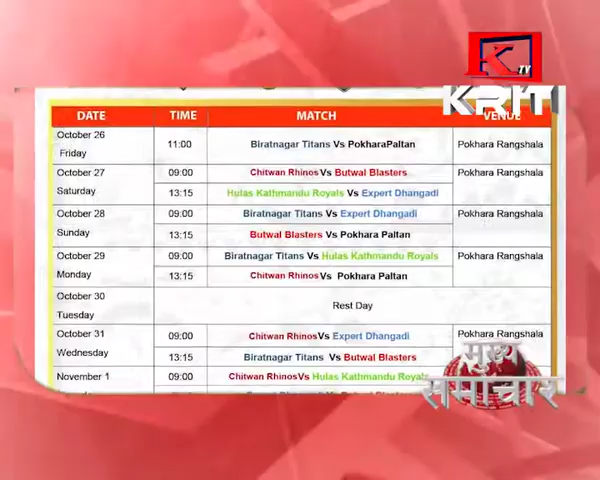 K TV
KRIT
DATE TIME MATCH VENUE
October 26
Friday
11:00 Biratnagar Titans Vs PokharaPaltan Pokhara Rangshala
October 27
Saturday
09:00 Chitwan Rhinos Vs Butwal Blasters Pokhara Rangshala
13:15 Hulas Kathmandu Royals Vs Expert Dhangadi
October 28
Sunday
09:00 Biratnagar Titans Vs Expert Dhangadi Pokhara Rangshala
13:15 Butwal Blasters Vs Pokhara Paltan
October 29
Monday
09:00 Biratnagar Titans Vs Hulas Kathmandu Royals Pokhara Rangshala
13:15 Chitwan Rhinos Vs Pokhara Paltan
October 30
Tuesday
Rest Day
October 31
Wednesday
09:00 Chitwan Rhinos Vs Expert Dhangadi Pokhara Rangshala
13:15 Biratnagar Titans Vs Butwal Blasters
November 1
09:00 Chitwan Rhinos Vs Hulas Kathmandu Royals
मुख्य
समाचार